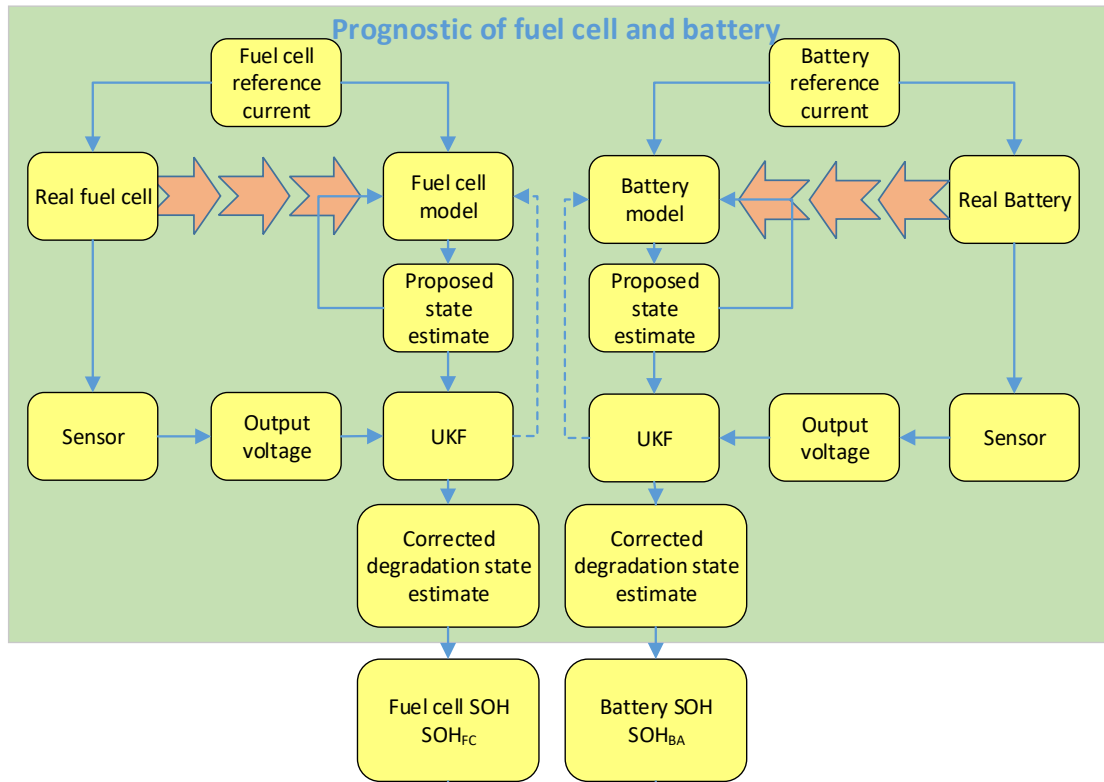 Prognostic of fuel cell and battery
Fuel cell
reference
current
Battery
reference
current
Real fuel cell
Fuel cell
model
Battery
model
Real Battery
Proposed
state
estimate
Proposed
state
estimate
Sensor
Output
voltage
UKF
UKF
Output
voltage
Sensor
Corrected
degradation state
estimate
Corrected
degradation state
estimate
Fuel cell SOH
SOHFC
Battery SOH
SOHBA